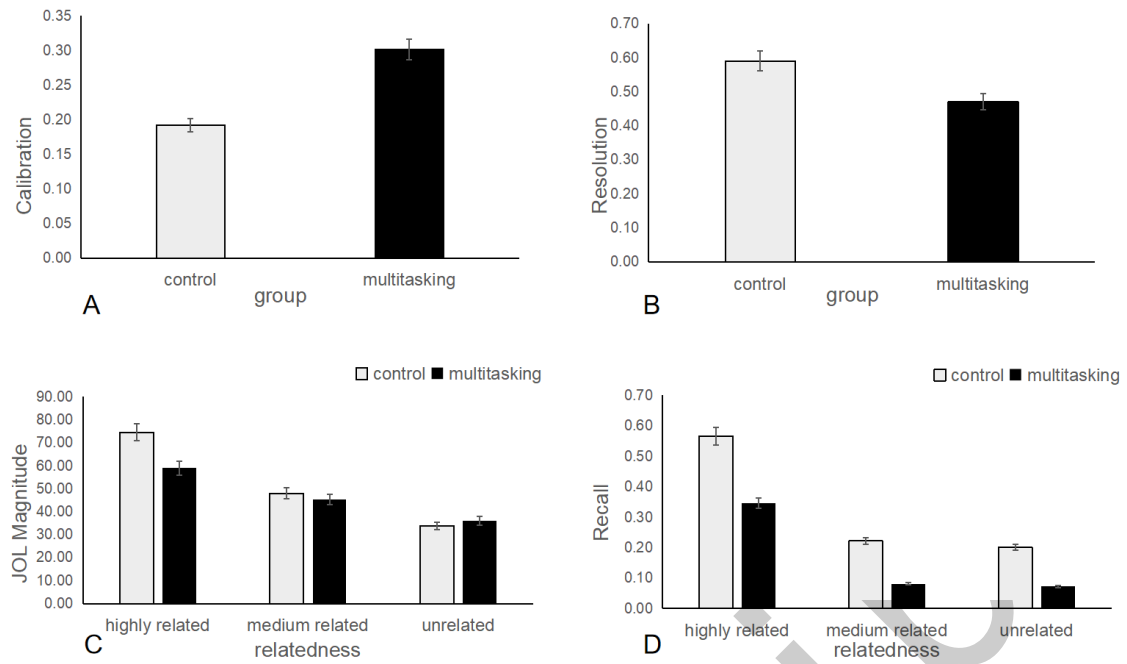 0.35
0.30
0.25
0.20
0.15
0.10
0.05
0.00
Calibration
control multitasking
group
A
0.70
0.60
0.50
0.40
0.30
0.20
0.10
0.00
Resolution
control multitasking
group
B
control multitasking
90.00
80.00
70.00
60.00
50.00
40.00
30.00
20.00
10.00
0.00
JOL Magnitude
highly related medium related unrelated
relatedness
C
control multitasking
0.70
0.60
0.50
0.40
0.30
0.20
0.10
0.00
Recall
highly related medium related unrelated
relatedness
D